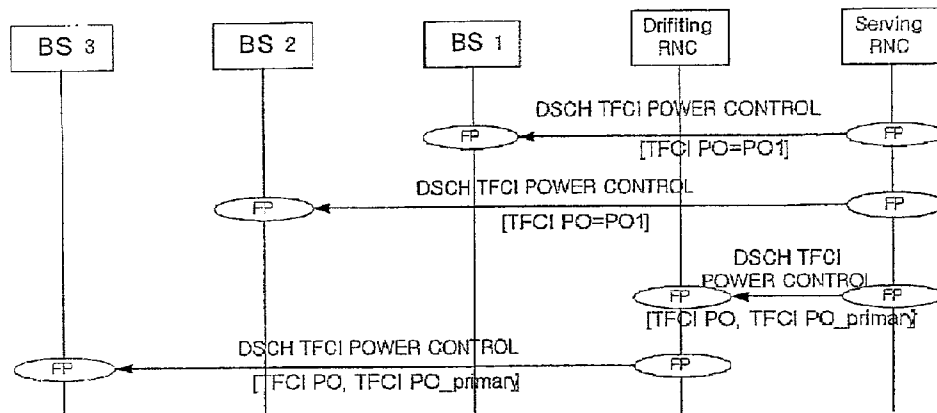 BS 3
BS 2
BS 1
Drifiting
RNC
Serving
RNC
DSCH TFCI POWER CONTROL
FP
FP
[TFCI PO=PO1]
DSCH TFCI POWER CONTROL
FP
FP
[TFCI PO=PO1]
DSCH TFCI
POWER CONTROL
FP
FP
[TFCI PO, TFCI PO_primary]
DSCH TFCI POWER CONTROL
FP
FP
[TFCI PO, TFCI PO_primary]